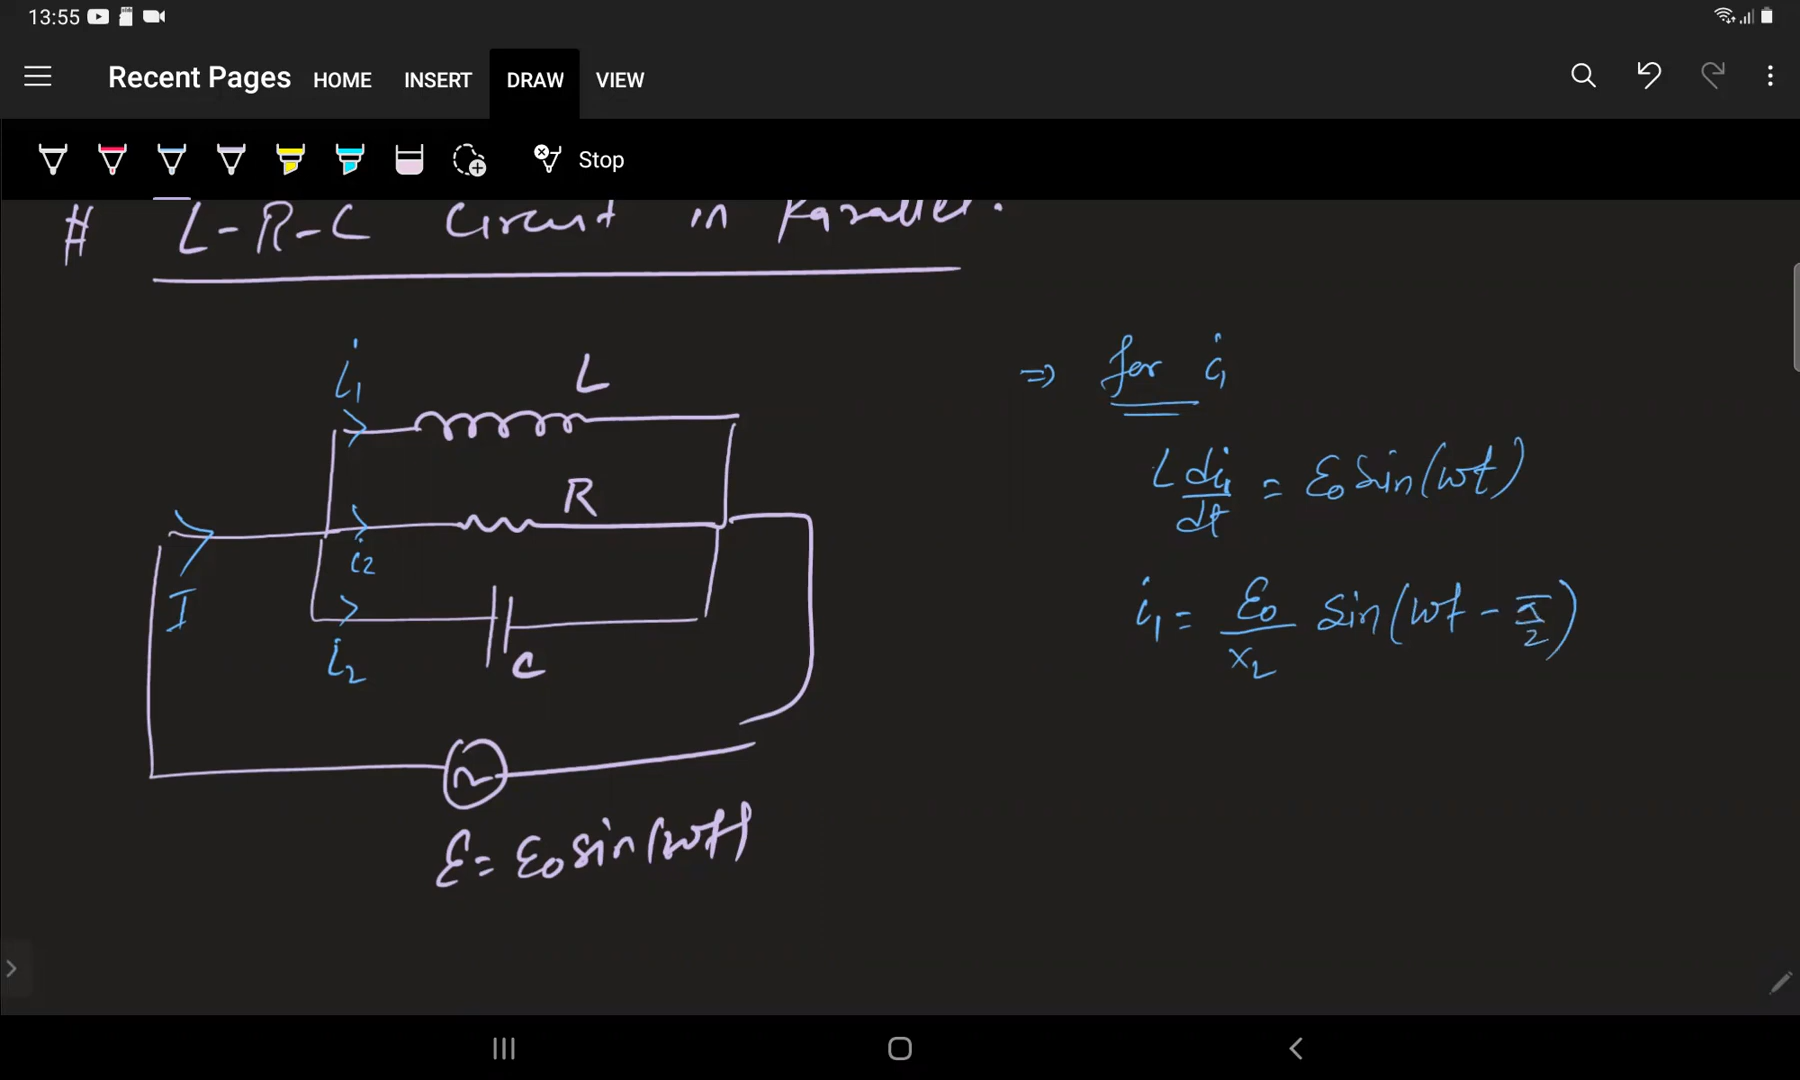 13:55
Recent Pages HOME INSERT DRAW VIEW
Stop
# L-R-C Circuit in Parallel.
i₁
L
⇒ for i₁
R
L di₁/dt = ε₀ sin(wt)
i₂
I
i₁ = ε₀/x₂ sin(wt - π/2)
i₂
C
ε = ε₀ sin(wt)